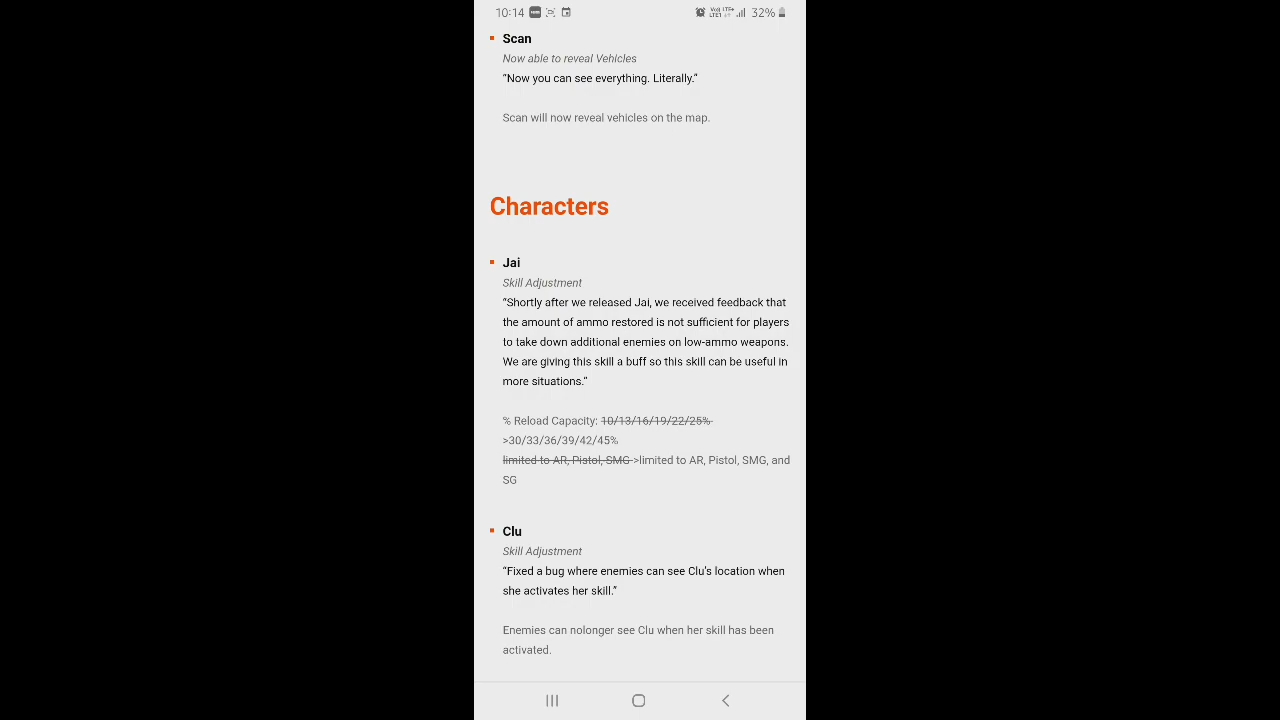 10:14 Vo) LTE+ LTE1 32%
Scan
Now able to reveal Vehicles
“Now you can see everything. Literally.”
Scan will now reveal vehicles on the map.
Characters
Jai
Skill Adjustment
“Shortly after we released Jai, we received feedback that
the amount of ammo restored is not sufficient for players
to take down additional enemies on low-ammo weapons.
We are giving this skill a buff so this skill can be useful in
more situations.”
% Reload Capacity: 10/13/16/19/22/25%-
>30/33/36/39/42/45%
limited to AR, Pistol, SMG >limited to AR, Pistol, SMG, and
SG
Clu
Skill Adjustment
“Fixed a bug where enemies can see Clu's location when
she activates her skill.”
Enemies can nolonger see Clu when her skill has been
activated.